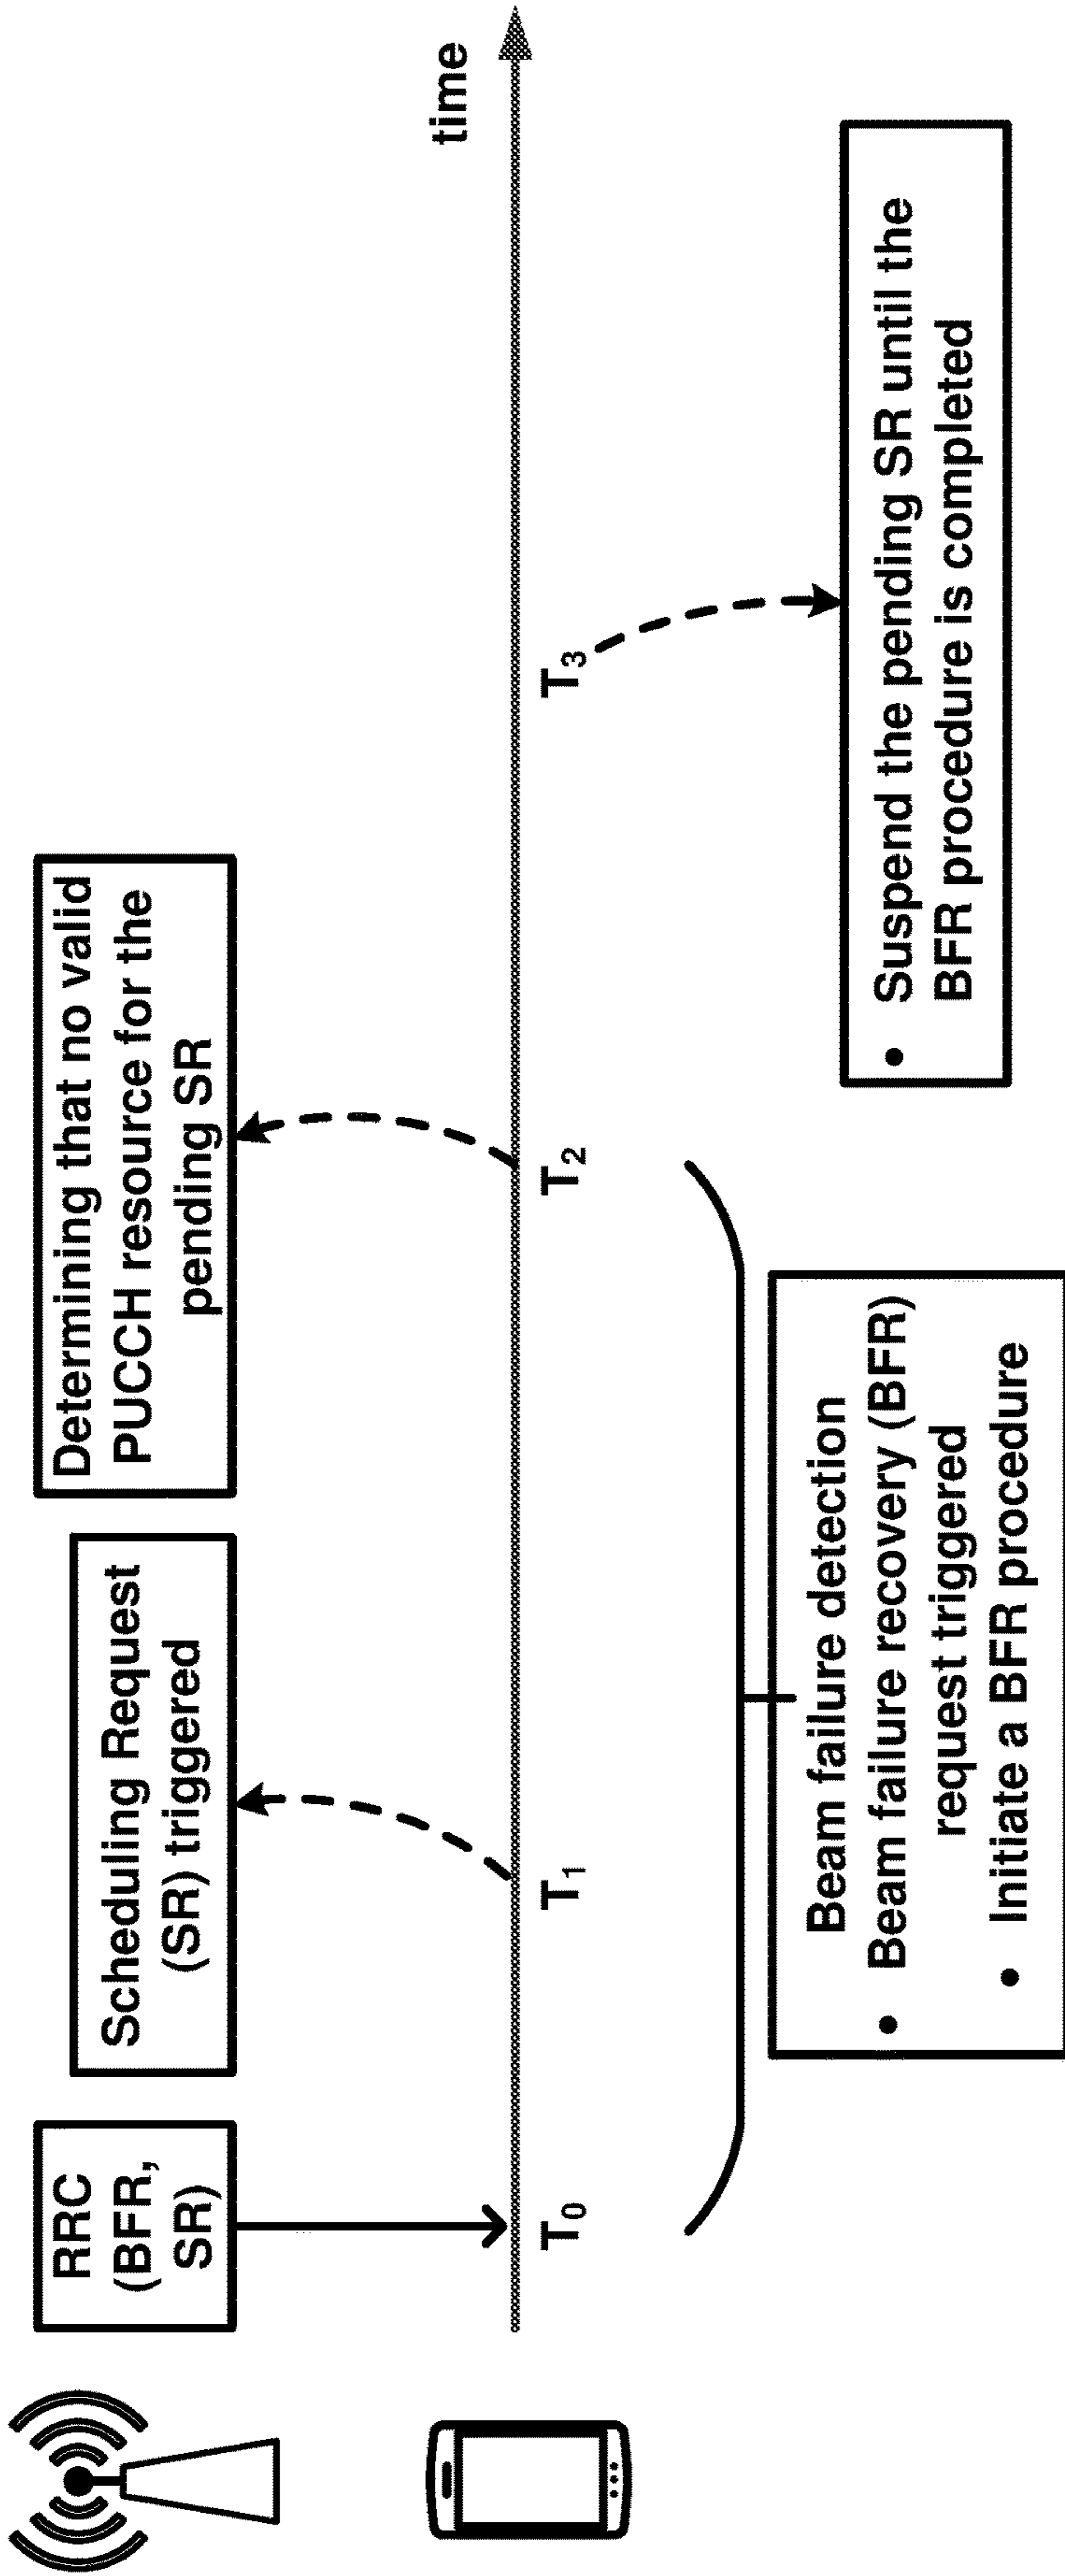 RRC
(BFR,
SR)
Scheduling Request
(SR) triggered
Determining that no valid
PUCCH resource for the
pending SR
time
T₀
T₁
T₂
T₃
Beam failure detection
• Beam failure recovery (BFR)
request triggered
• Initiate a BFR procedure
• Suspend the pending SR until the
BFR procedure is completed